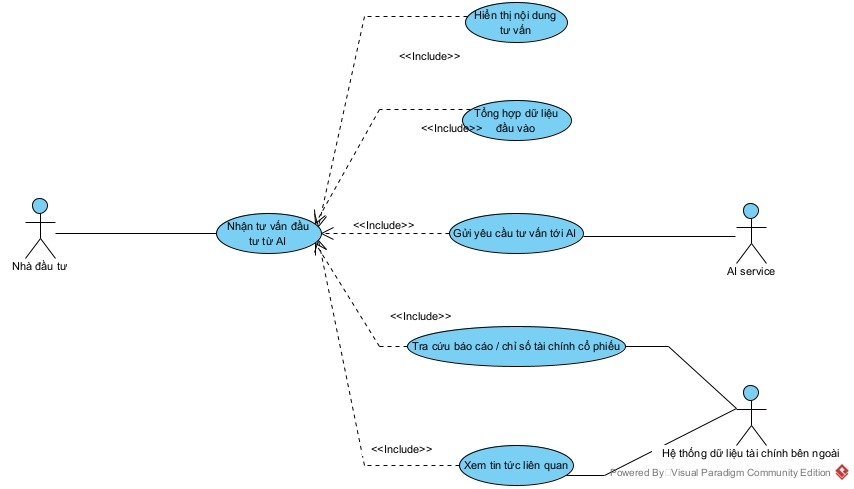 Hiển thị nội dung
tư vấn
<<Include>>
Tổng hợp dữ liệu
đầu vào
<<Include>>
Nhận tư vấn đầu
tư từ AI
<<Include>>
Gửi yêu cầu tư vấn tới AI
Nhà đầu tư
AI service
<<Include>>
Tra cứu báo cáo / chỉ số tài chính cổ phiếu
<<Include>>
Xem tin tức liên quan
Hệ thống dữ liệu tài chính bên ngoài
Powered By Visual Paradigm Community Edition